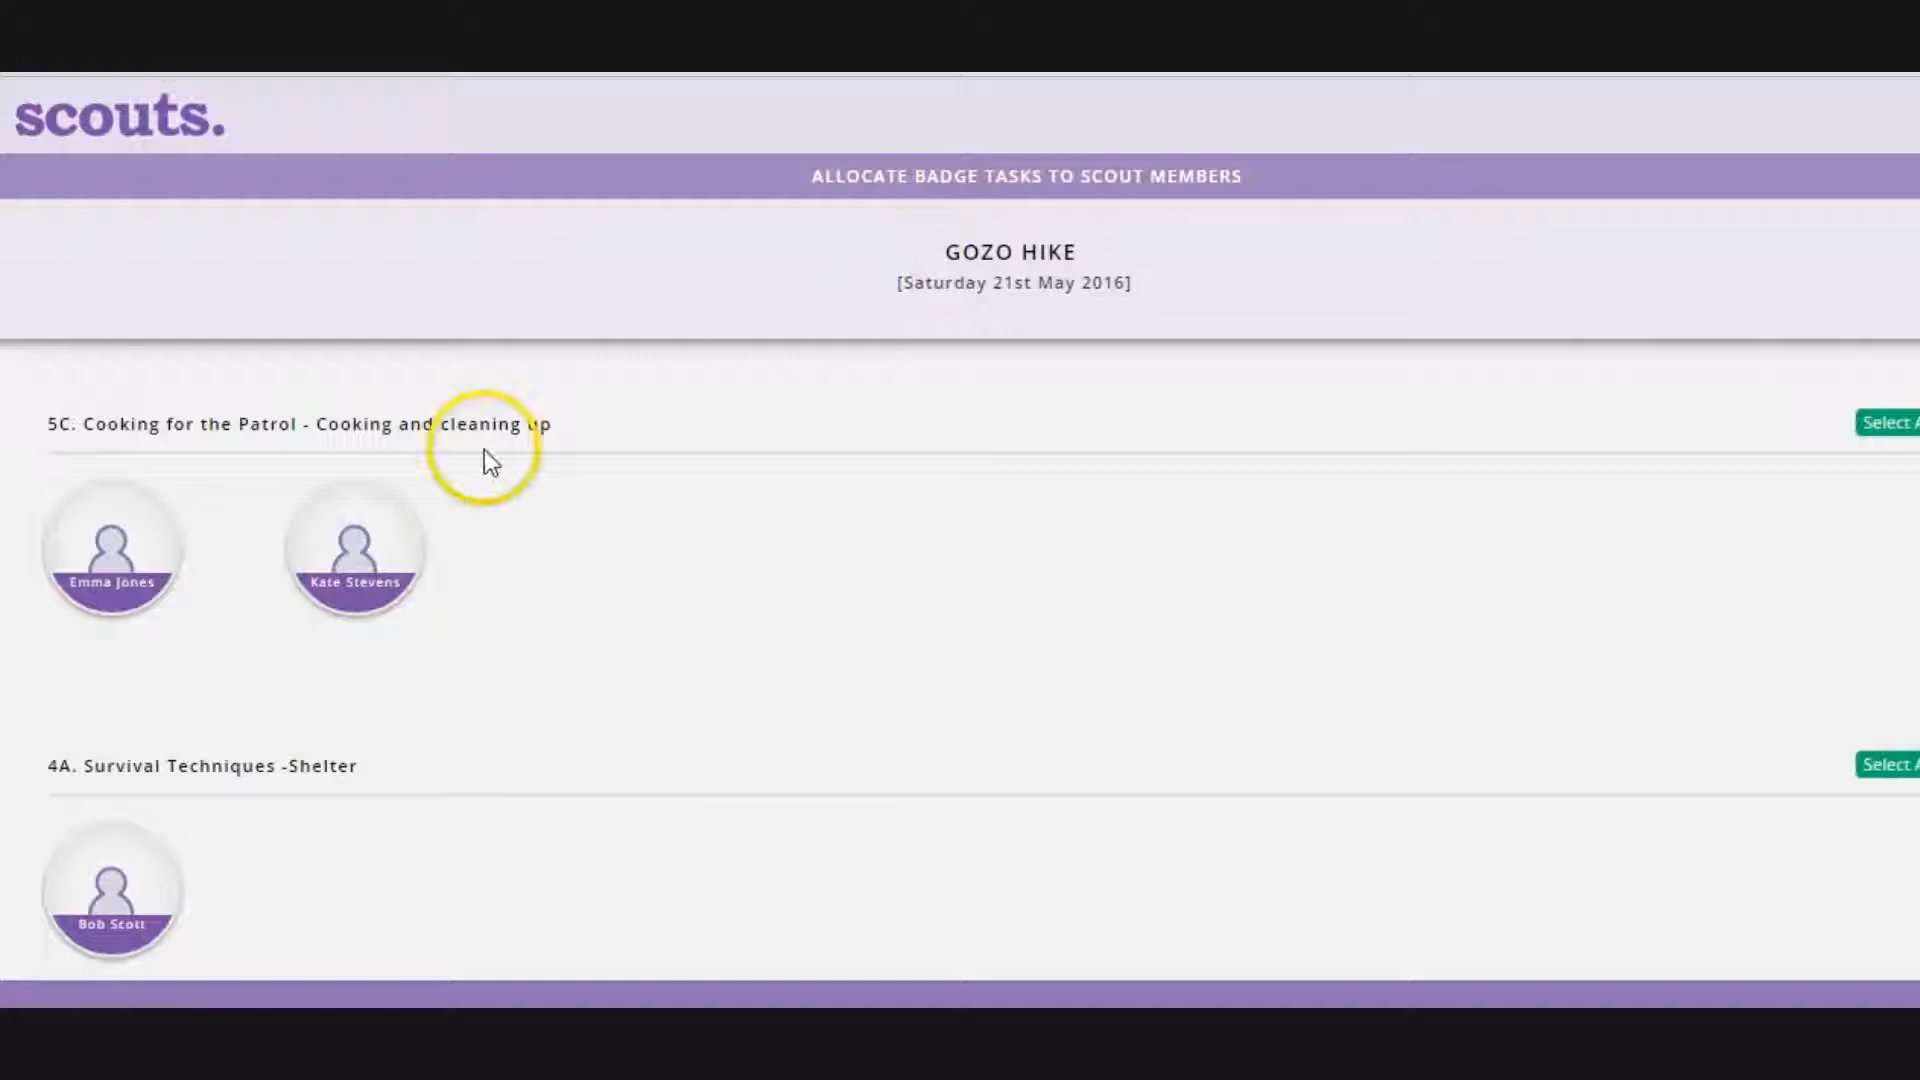 scouts.
ALLOCATE BADGE TASKS TO SCOUT MEMBERS
GOZO HIKE
[Saturday 21st May 2016]
5C. Cooking for the Patrol - Cooking and cleaning up
Select A
Emma Jones
Kate Stevens
4A. Survival Techniques -Shelter
Select A
Bob Scott